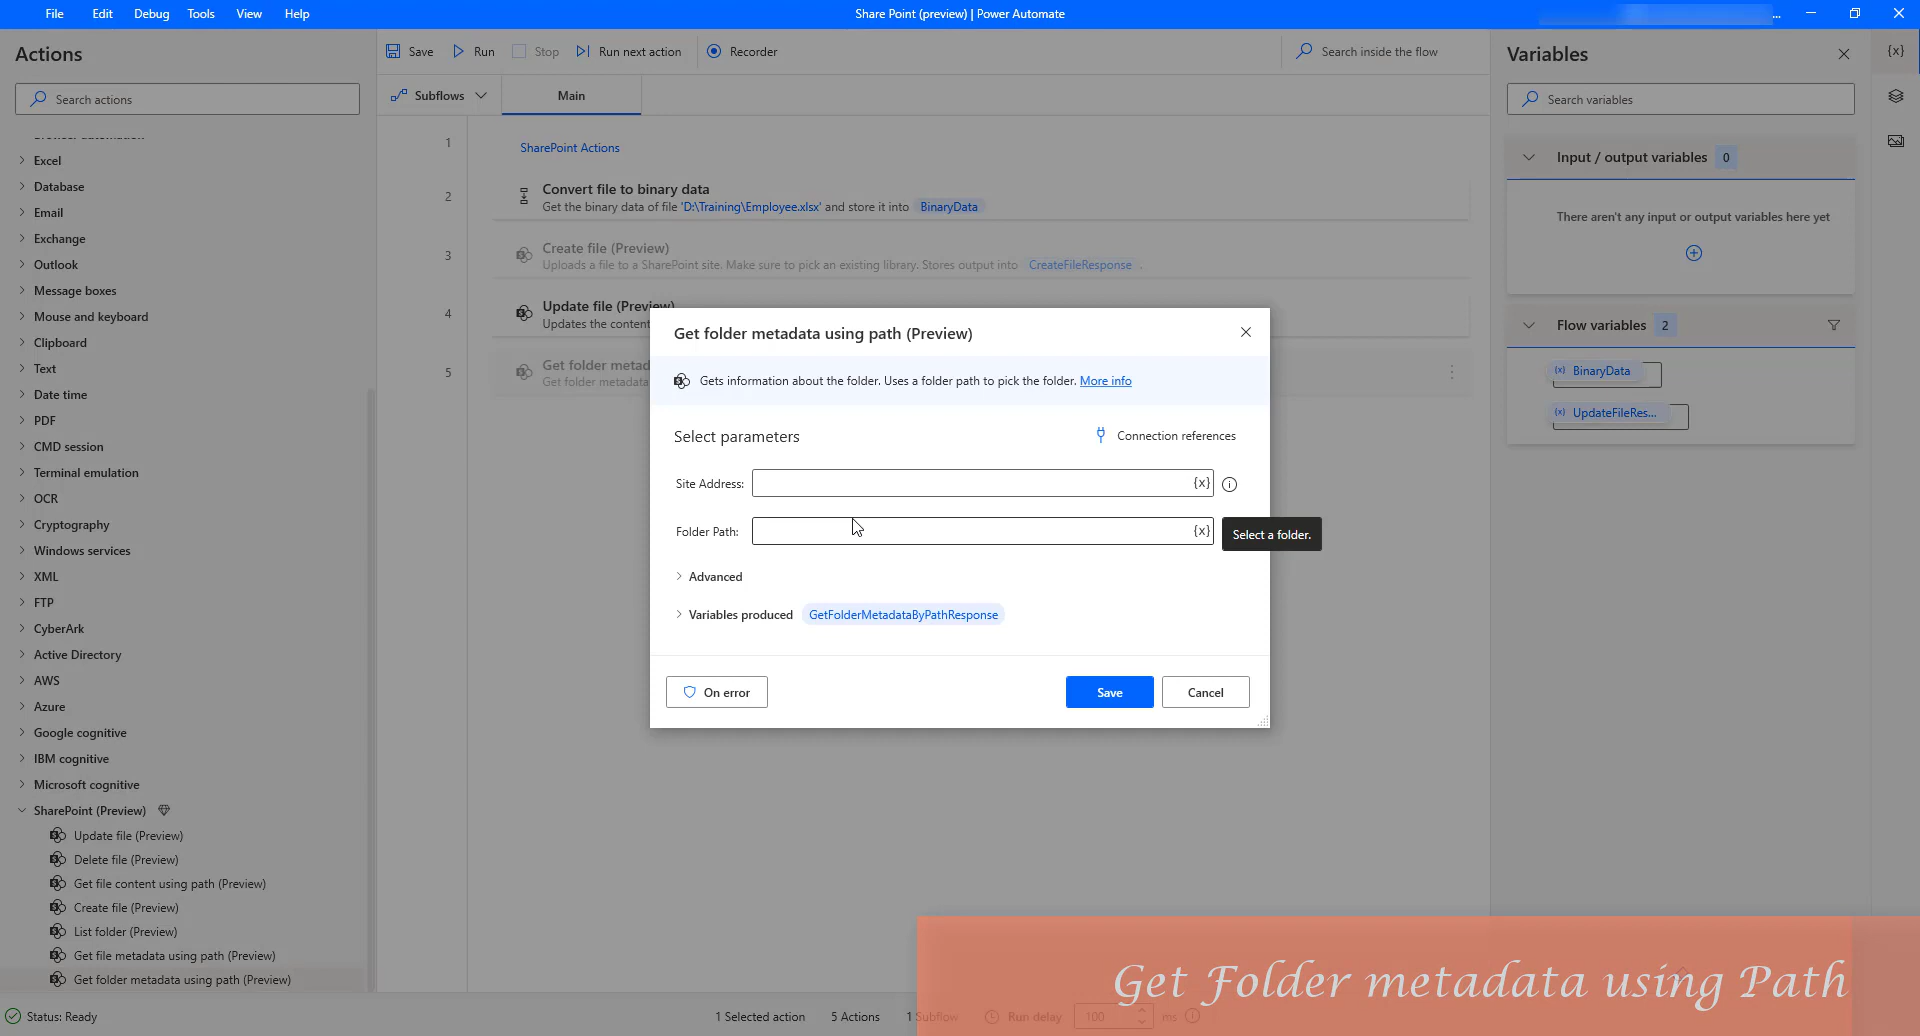 File Edit Debug Tools View Help
Share Point (preview) | Power Automate
...
Actions
Search actions
Excel
Database
Email
Exchange
Outlook
Message boxes
Mouse and keyboard
Clipboard
Text
Date time
PDF
CMD session
Terminal emulation
OCR
Cryptography
Windows services
XML
FTP
CyberArk
Active Directory
AWS
Azure
Google cognitive
IBM cognitive
Microsoft cognitive
SharePoint (Preview)
Update file (Preview)
Delete file (Preview)
Get file content using path (Preview)
Create file (Preview)
List folder (Preview)
Get file metadata using path (Preview)
Get folder metadata using path (Preview)
Save Run Stop Run next action Recorder
Search inside the flow
Subflows Main
1 SharePoint Actions
2 Convert file to binary data
Get the binary data of file 'D:\Training\Employee.xlsx' and store it into BinaryData
3 Create file (Preview)
Uploads a file to a SharePoint site. Make sure to pick an existing library. Stores output into CreateFileResponse .
4 Update file (Preview)
Updates the content
5 Get folder metad
Get folder metadata
Get folder metadata using path (Preview)
Gets information about the folder. Uses a folder path to pick the folder. More info
Select parameters Connection references
Site Address: {x}
Folder Path: {x} Select a folder.
Advanced
Variables produced GetFolderMetadataByPathResponse
On error Save Cancel
Variables {x}
Search variables
Input / output variables 0
There aren't any input or output variables here yet
Flow variables 2
(x) BinaryData
(x) UpdateFileRes...
Get Folder metadata using Path
Status: Ready 1 Selected action 5 Actions 1 Subflow Run delay 100 ms